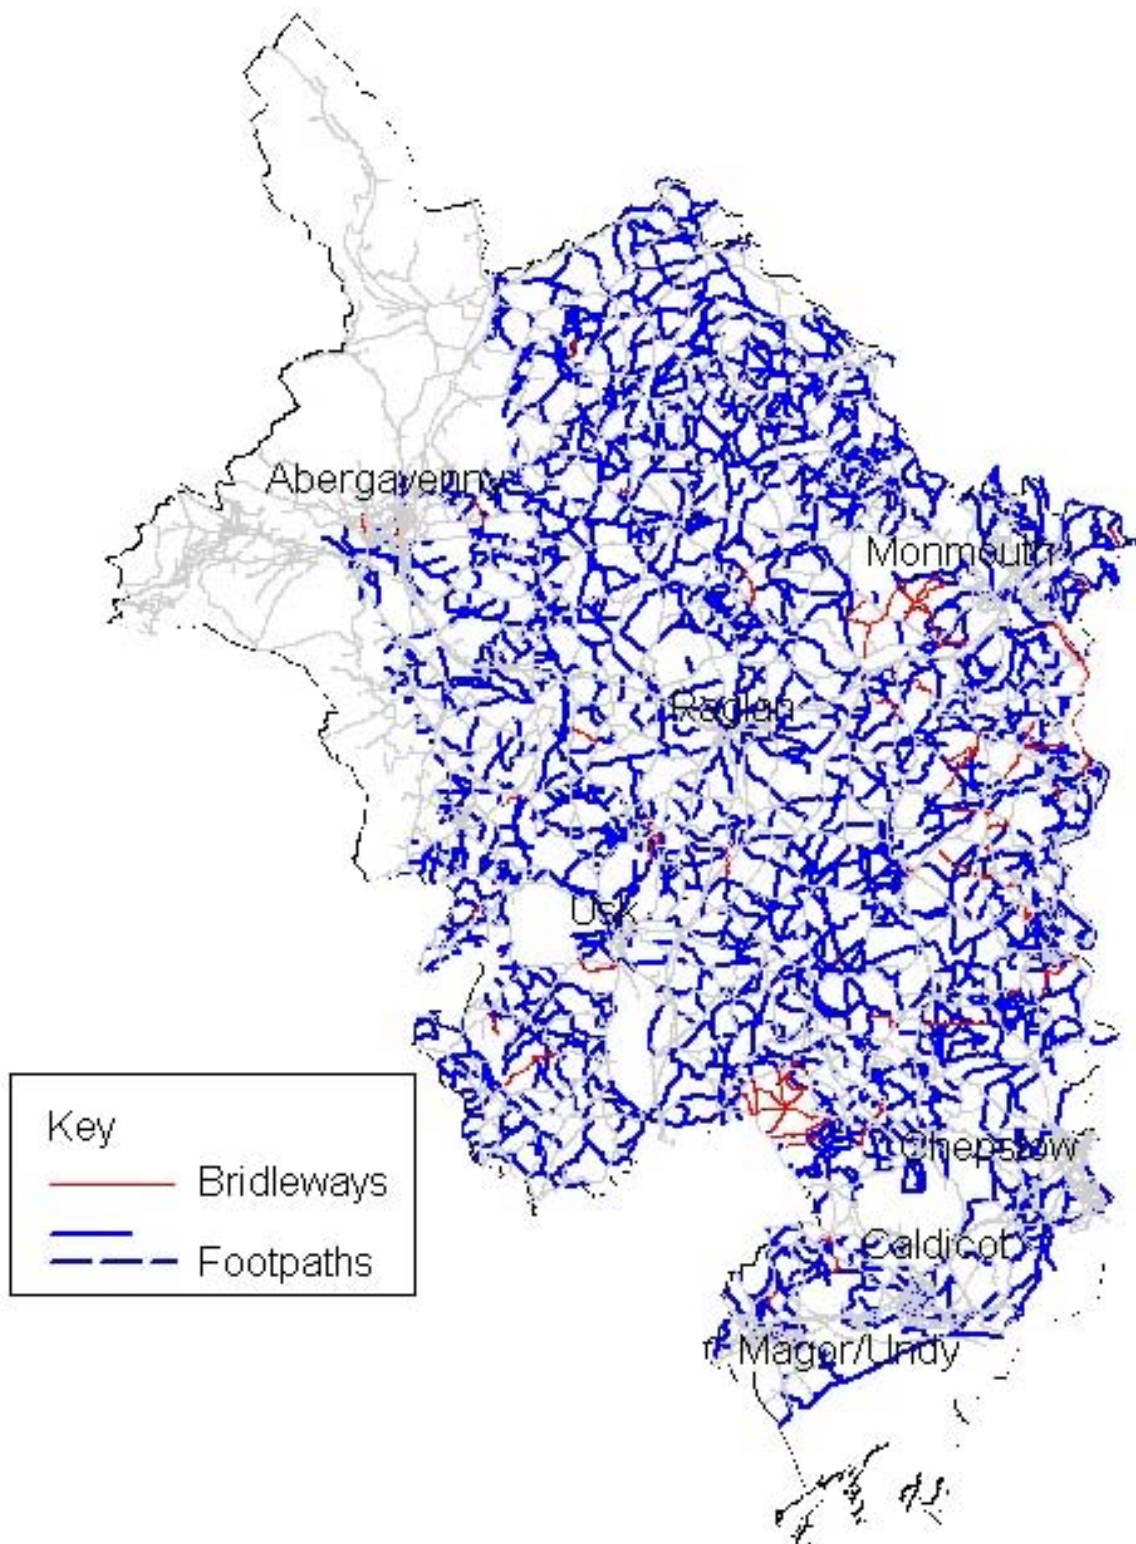 Abergavenny
Monmouth
Raglan
Usk
Key
Bridleways
Footpaths
Chepstow
Caldicot
Magor/Undy